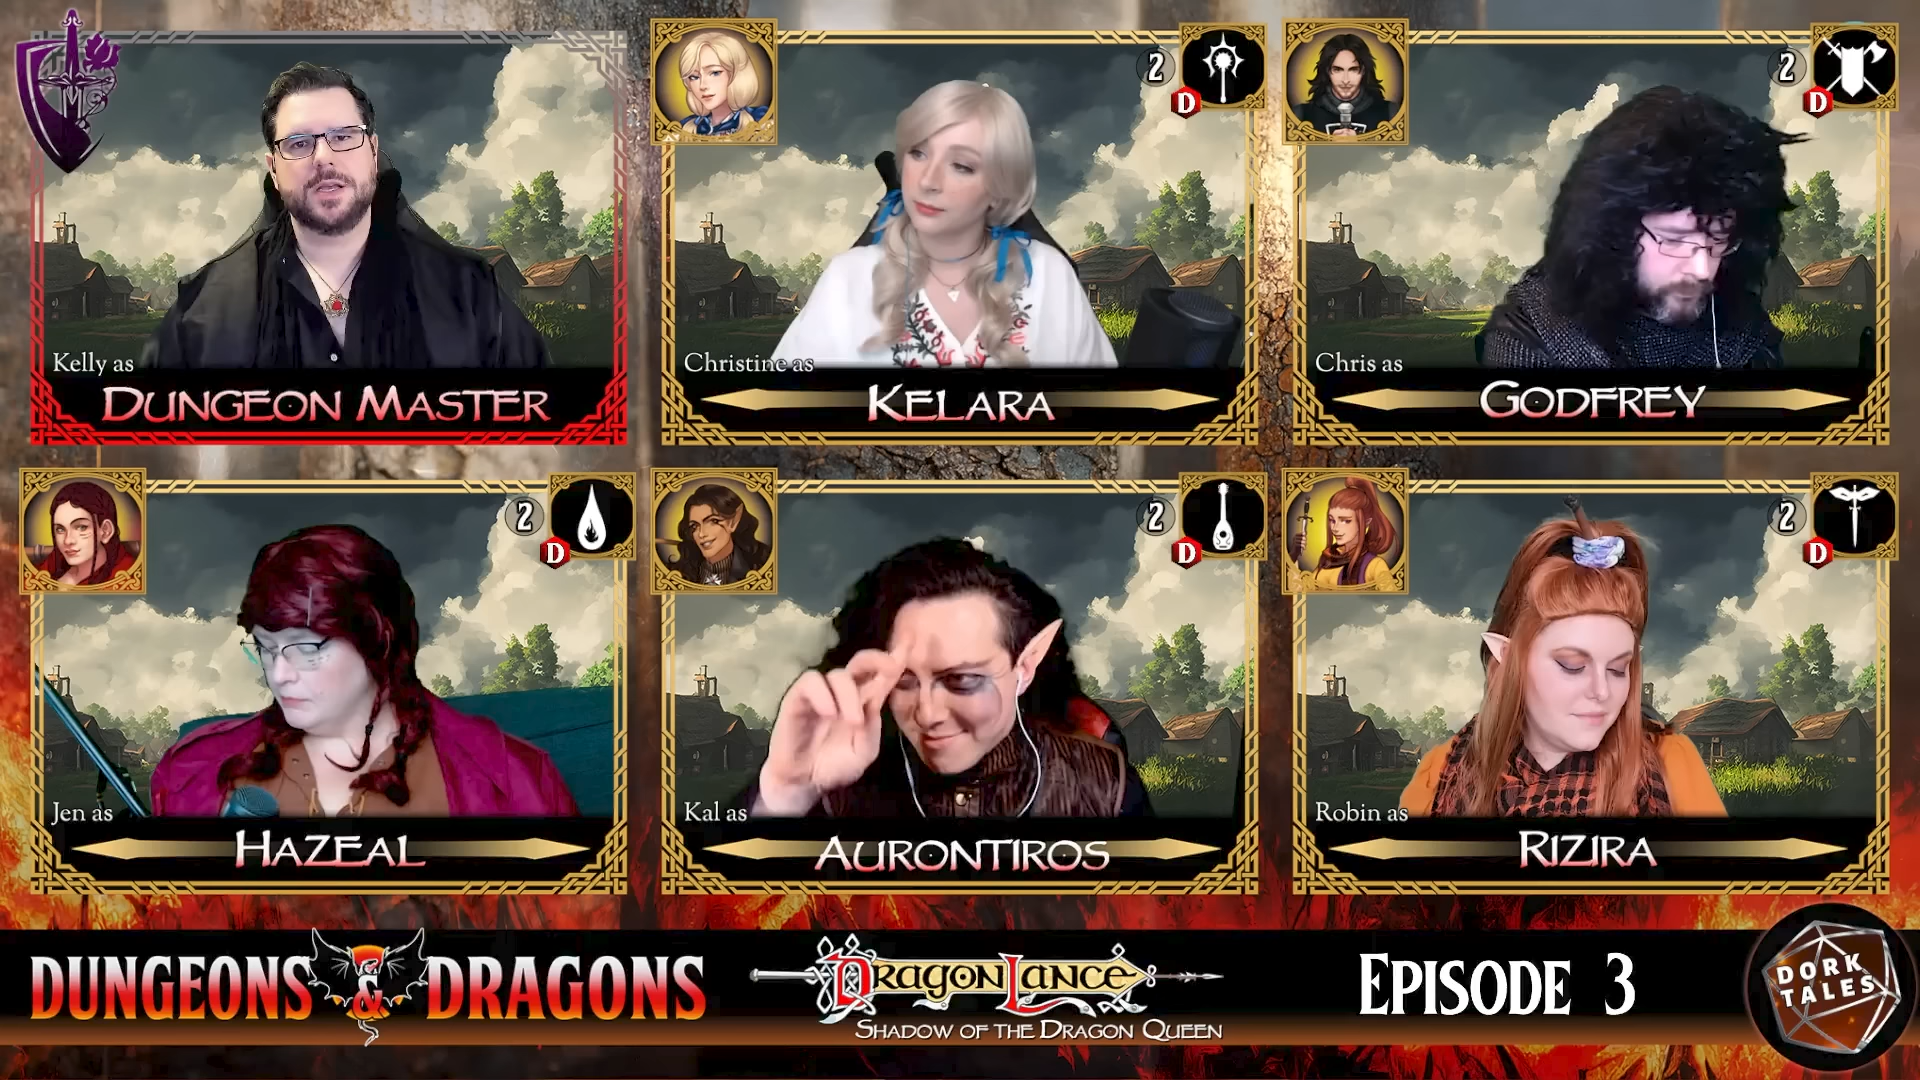 Kelly as
DUNGEON MASTER
2
D
Christine as
KELARA
2
D
Chris as
GODFREY
2
D
Jen as
HAZEAL
2
D
Kal as
AURONTIROS
2
D
Robin as
RIZIRA
DUNGEONS & DRAGONS
DRAGONLANCE
SHADOW OF THE DRAGON QUEEN
EPISODE 3
DORK
TALES